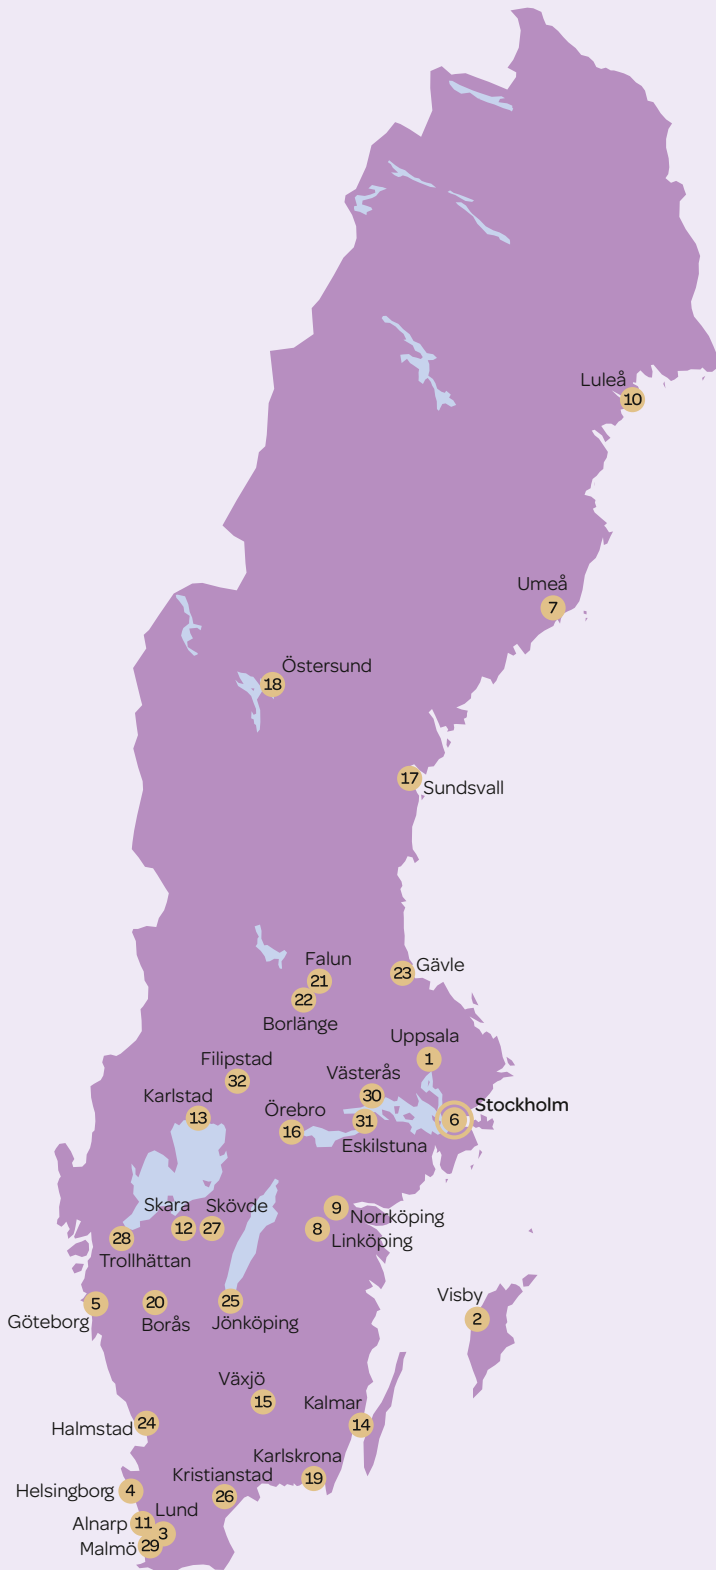 Luleå
10
Umeå
7
Östersund
18
17
Sundsvall
Falun
21
23 Gävle
22
Borlänge
Uppsala
1
Filipstad
32
Västerås
30
Karlstad
13
Örebro
16
31
Eskilstuna
Stockholm
6
Skara
12
Skövde
27
9
Norrköping
8
Linköping
28
Trollhättan
5
Göteborg
20
Borås
25
Jönköping
Visby
2
Växjö
15
Kalmar
14
Halmstad 24
Karlskrona
19
Kristianstad
26
Helsingborg 4
Lund
3
Alnarp 11
Malmö 29